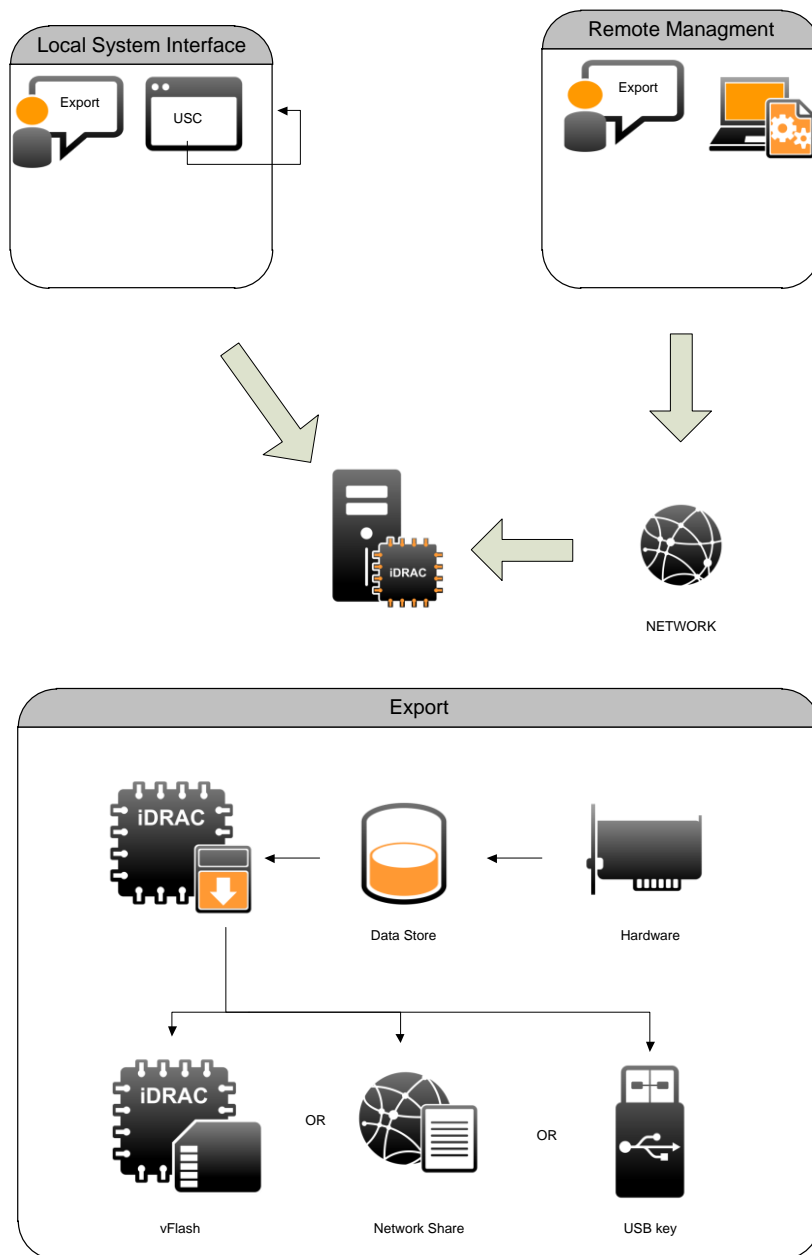 Local System Interface
Remote Managment
Export
USC
Export
iDRAC
NETWORK
Export
iDRAC
Data Store
Hardware
iDRAC
OR
OR
vFlash
Network Share
USB key